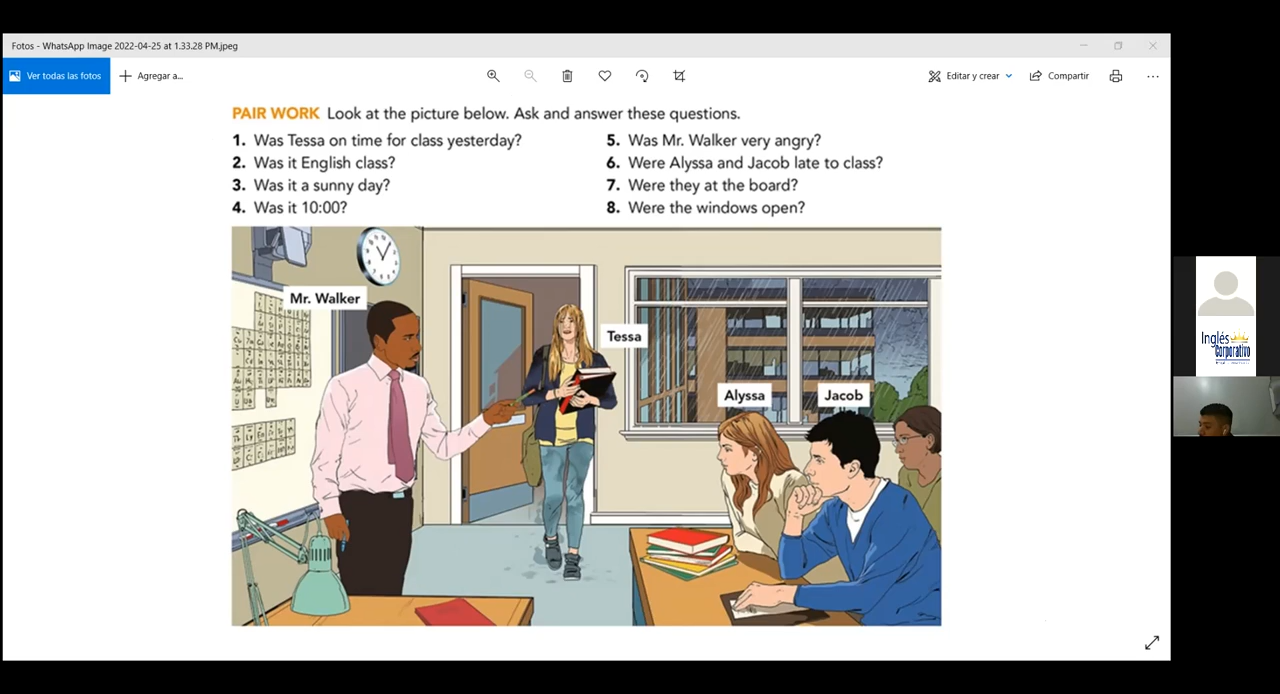 Fotos - WhatsApp Image 2022-04-25 at 1.33.28 PM.jpeg
Ver todas las fotos
Agregar a...
Editar y crear
Compartir
PAIR WORK Look at the picture below. Ask and answer these questions.
1. Was Tessa on time for class yesterday?
2. Was it English class?
3. Was it a sunny day?
4. Was it 10:00?
5. Was Mr. Walker very angry?
6. Were Alyssa and Jacob late to class?
7. Were they at the board?
8. Were the windows open?
Mr. Walker
Tessa
Alyssa
Jacob
Inglés
Corporativo